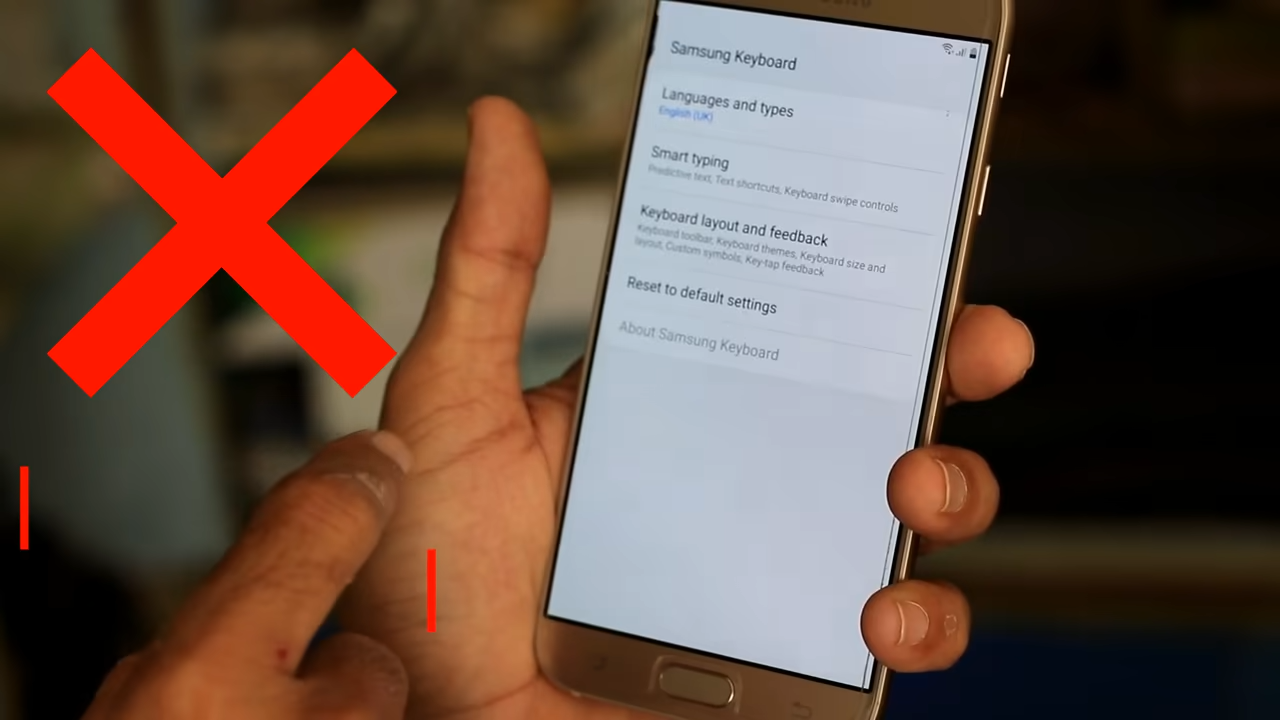 Samsung Keyboard
Languages and types
English (UK)
Smart typing
Predictive text, Text shortcuts, Keyboard swipe controls
Keyboard layout and feedback
Keyboard toolbar, Keyboard themes, Keyboard size and
layout, Custom symbols, Key-tap feedback
Reset to default settings
About Samsung Keyboard